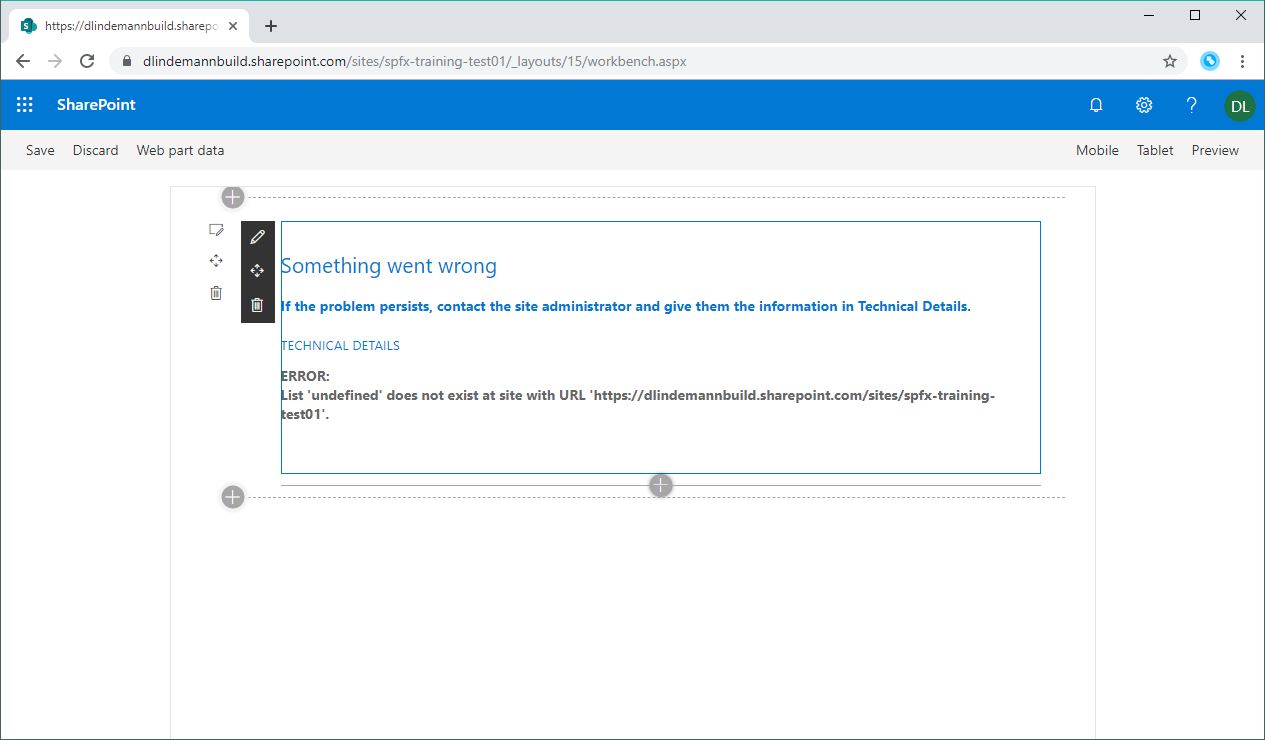 https://dlindemannbuild.sharepo
dlindemannbuild.sharepoint.com/sites/spfx-training-test01/_layouts/15/workbench.aspx
SharePoint
DL
Save Discard Web part data Mobile Tablet Preview
Something went wrong
If the problem persists, contact the site administrator and give them the information in Technical Details.
TECHNICAL DETAILS
ERROR:
List 'undefined' does not exist at site with URL 'https://dlindemannbuild.sharepoint.com/sites/spfx-training-
test01'.